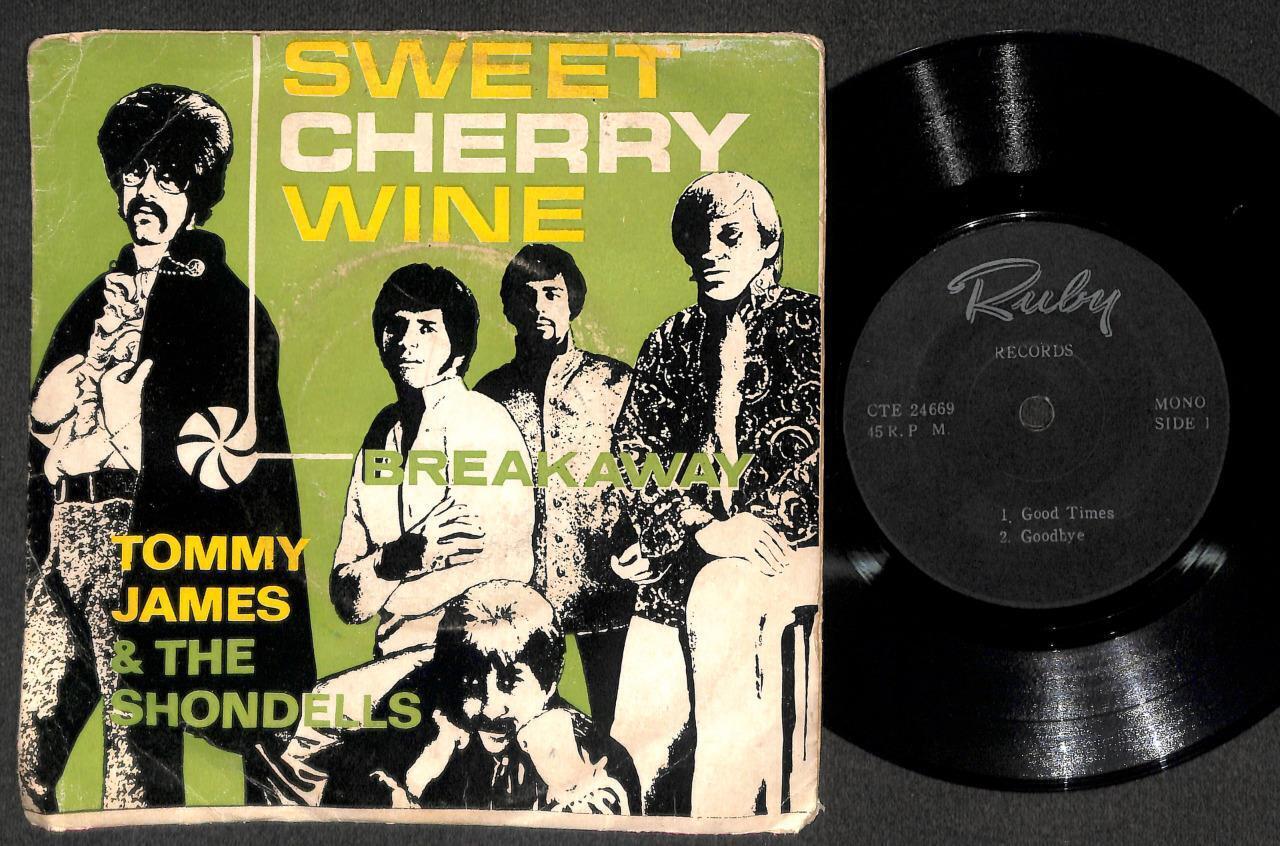 SWEET
CHERRY
WINE
BREAKAWAY
TOMMY
JAMES
& THE
SHONDELLS
Ruby
RECORDS
CTE 24669
45 R. P M.
MONO
SIDE 1
1. Good Times
2. Goodbye